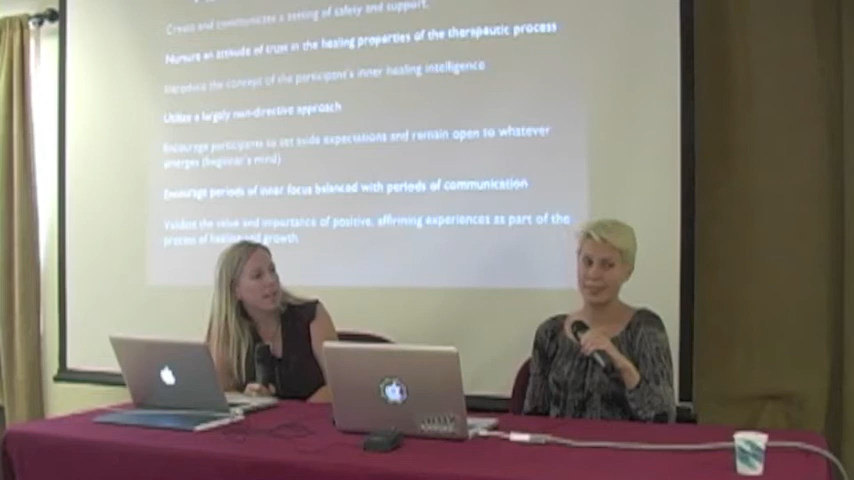 Create and communicate a setting of safety and support.
Nurture an attitude of trust in the healing properties of the therapeutic process
Introduce the concept of the participant's inner healing intelligence
Utilize a largely non-directive approach
Encourage participants to set aside expectations and remain open to whatever
emerges (beginner's mind)
Encourage periods of inner focus balanced with periods of communication
Validate the value and importance of positive, affirming experiences as part of the
process of healing and growth